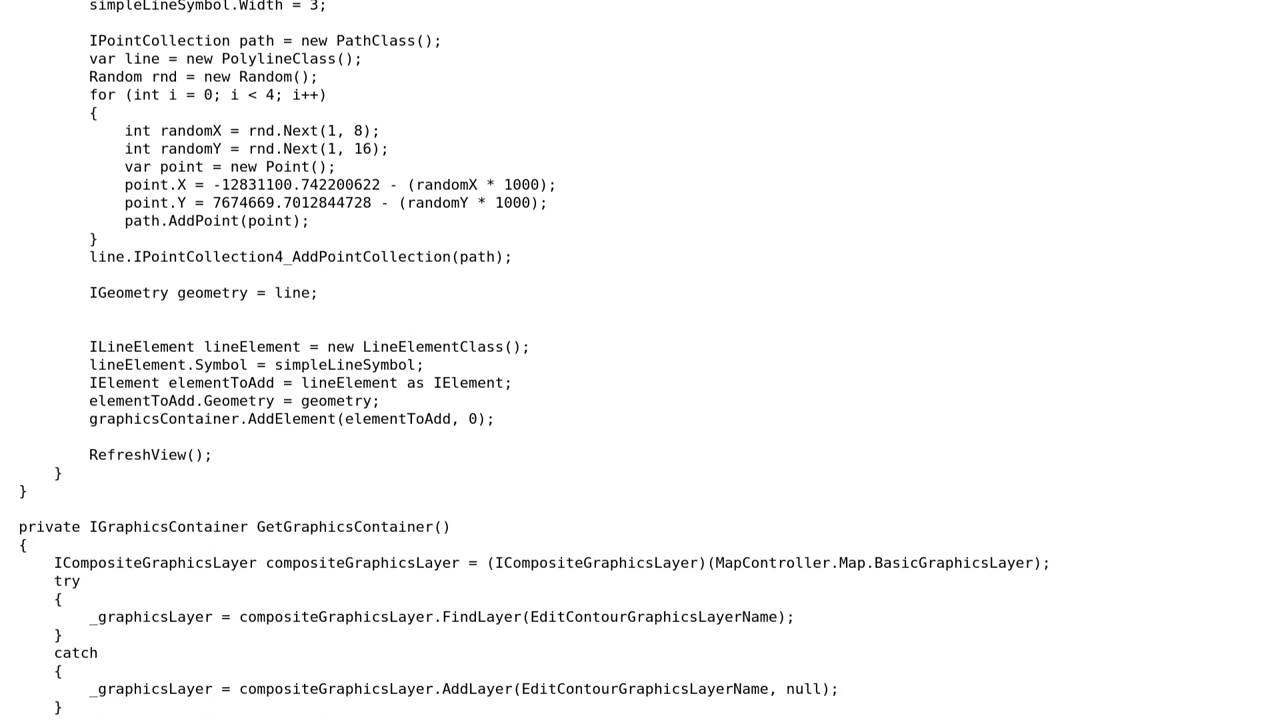 simpleLineSymbol.Width = 3;
IPointCollection path = new PathClass();
var line = new PolylineClass();
Random rnd = new Random();
for (int i = 0; i < 4; i++)
{
int randomX = rnd.Next(1, 8);
int randomY = rnd.Next(1, 16);
var point = new Point();
point.X = -12831100.742200622 - (randomX * 1000);
point.Y = 7674669.7012844728 - (randomY * 1000);
path.AddPoint(point);
}
line.IPointCollection4_AddPointCollection(path);
IGeometry geometry = line;
ILineElement lineElement = new LineElementClass();
lineElement.Symbol = simpleLineSymbol;
IElement elementToAdd = lineElement as IElement;
elementToAdd.Geometry = geometry;
graphicsContainer.AddElement(elementToAdd, 0);
RefreshView();
}
}
private IGraphicsContainer GetGraphicsContainer()
{
ICompositeGraphicsLayer compositeGraphicsLayer = (ICompositeGraphicsLayer)(MapController.Map.BasicGraphicsLayer);
try
{
_graphicsLayer = compositeGraphicsLayer.FindLayer(EditContourGraphicsLayerName);
}
catch
{
_graphicsLayer = compositeGraphicsLayer.AddLayer(EditContourGraphicsLayerName, null);
}